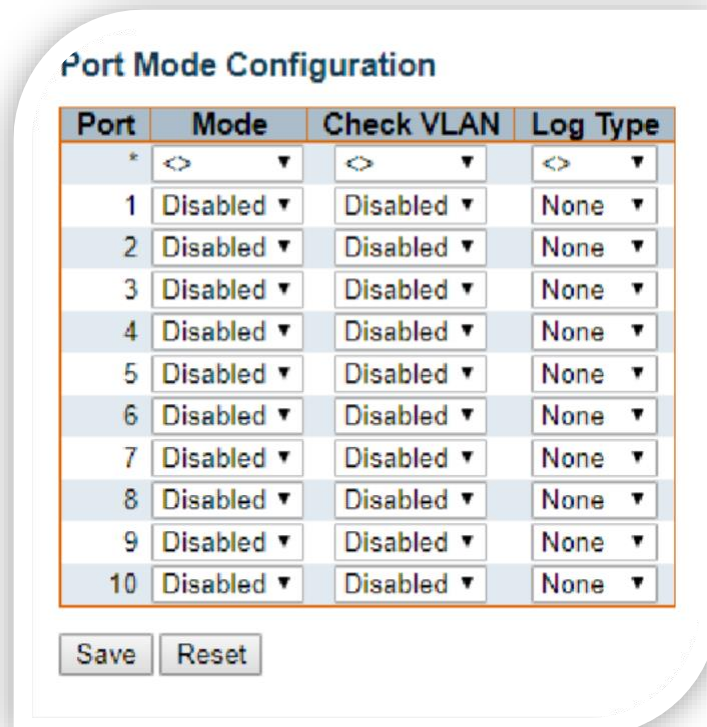 Port Mode Configuration
Port Mode Check VLAN Log Type
* <> <> <>
1 Disabled Disabled None
2 Disabled Disabled None
3 Disabled Disabled None
4 Disabled Disabled None
5 Disabled Disabled None
6 Disabled Disabled None
7 Disabled Disabled None
8 Disabled Disabled None
9 Disabled Disabled None
10 Disabled Disabled None
Save Reset